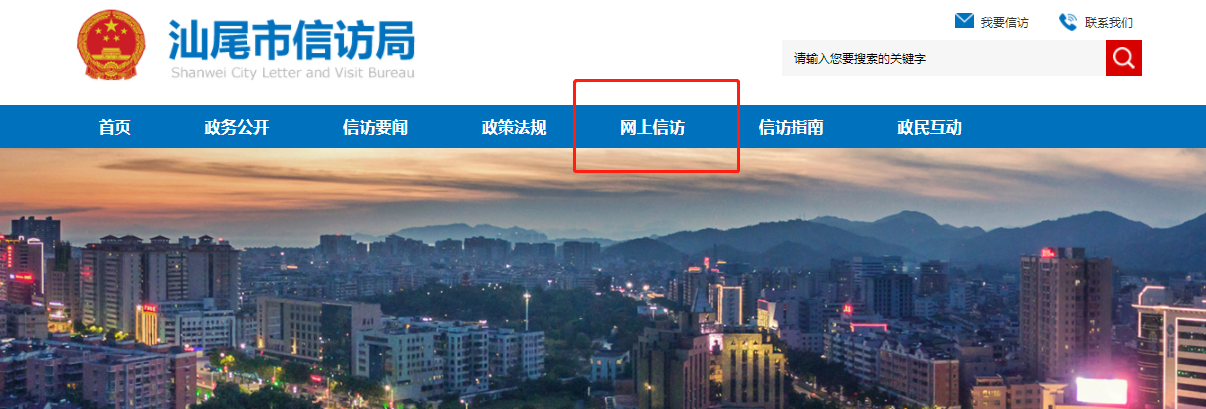 汕尾市信访局
Shanwei City Letter and Visit Bureau
我要信访
联系我们
请输入您要搜索的关键字
首页
政务公开
信访要闻
政策法规
网上信访
信访指南
政民互动